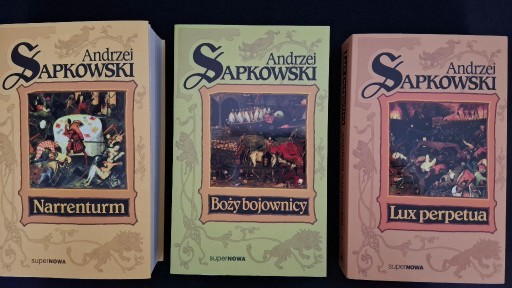 Andrzej
SAPKOWSKI
Narrenturm
superNOWA
Andrzej
SAPKOWSKI
Boży bojownicy
superNOWA
Andrzej
SAPKOWSKI
Lux perpetua
superNOWA